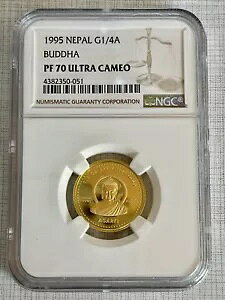 1995 NEPAL G1/4A
BUDDHA
PF 70 ULTRA CAMEO
4382350-051
NUMISMATIC GUARANTY CORPORATION
NGC